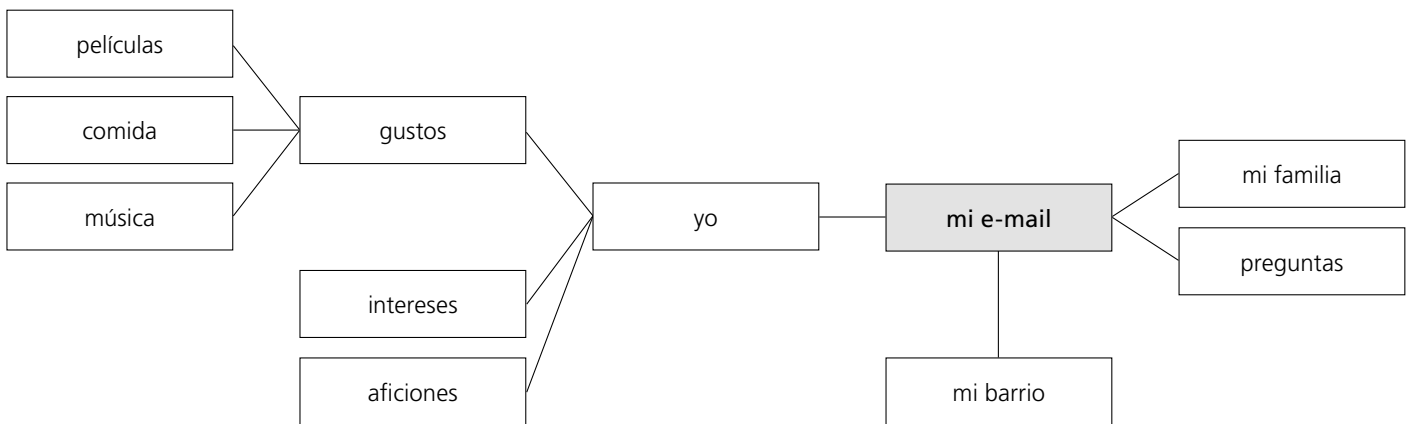 películas
comida
música
gustos
intereses
aficiones
yo
mi e-mail
mi barrio
mi familia
preguntas